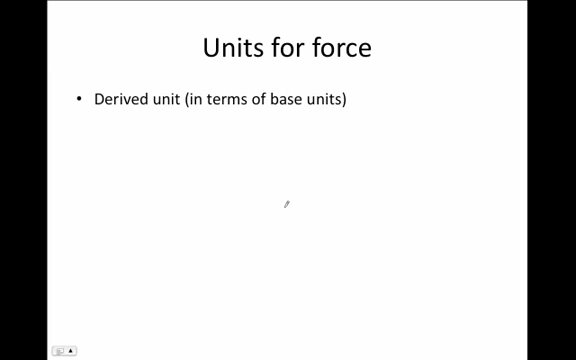 Units for force
• Derived unit (in terms of base units)